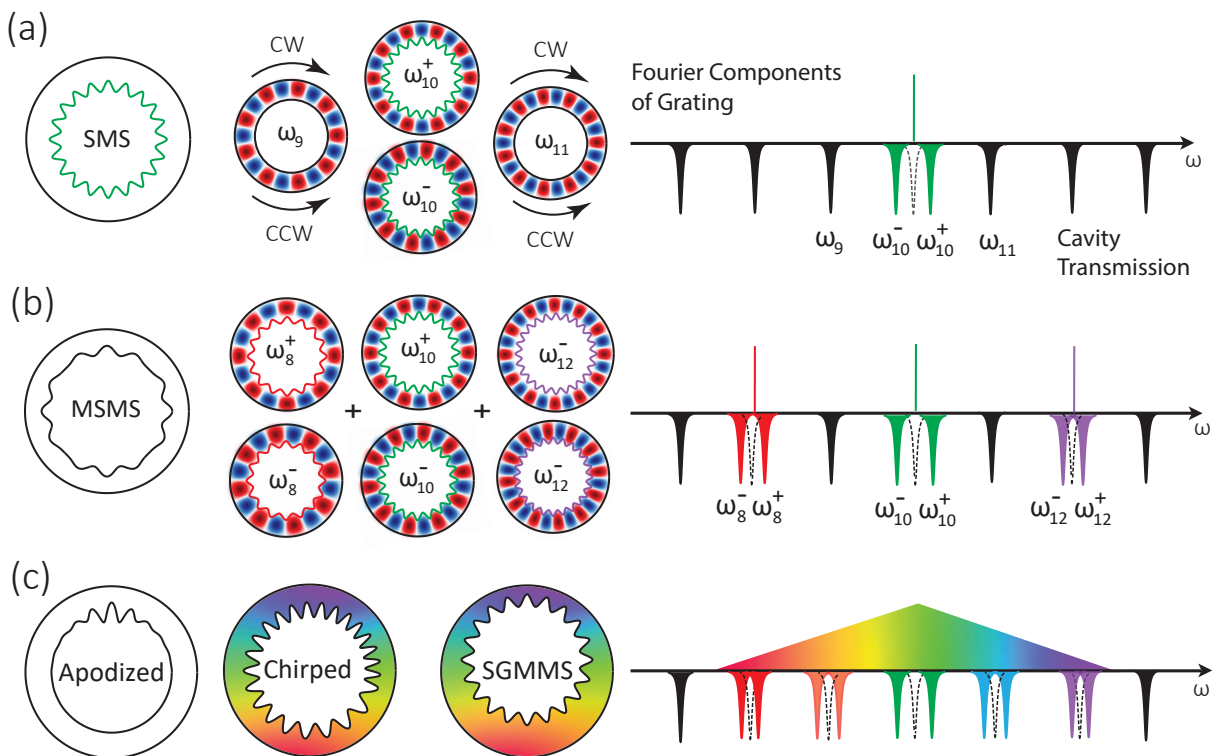 (a)
SMS
CW
ω₉
CCW
ω₁₀⁺
ω₁₀⁻
CW
ω₁₁
CCW
Fourier Components
of Grating
ω
ω₉
ω₁₀⁻ ω₁₀⁺
ω₁₁
Cavity
Transmission
(b)
MSMS
ω₈⁺
+
ω₁₀⁺
+
ω₁₂⁻
ω₈⁻
ω₁₀⁻
ω₁₂⁻
ω
ω₈⁻ ω₈⁺
ω₁₀⁻ ω₁₀⁺
ω₁₂⁻ ω₁₂⁺
(c)
Apodized
Chirped
SGMMS
ω